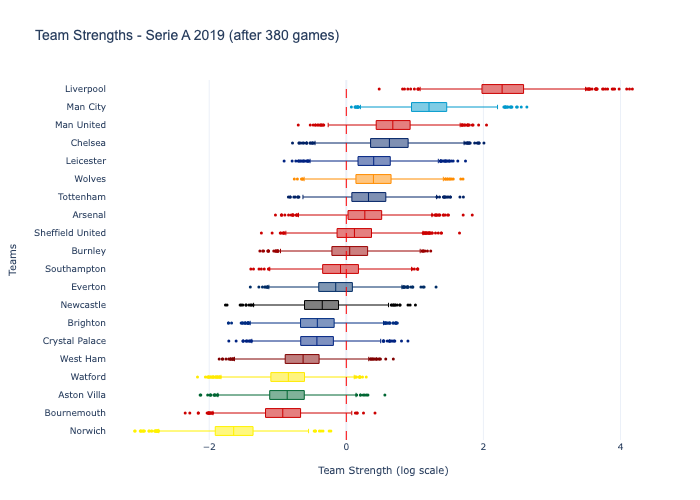 Team Strengths - Serie A 2019 (after 380 games)
Liverpool
Man City
Man United
Chelsea
Leicester
Wolves
Tottenham
Arsenal
Sheffield United
Burnley
Southampton
Everton
Newcastle
Brighton
Crystal Palace
West Ham
Watford
Aston Villa
Bournemouth
Norwich
Teams
−2 0 2 4
Team Strength (log scale)